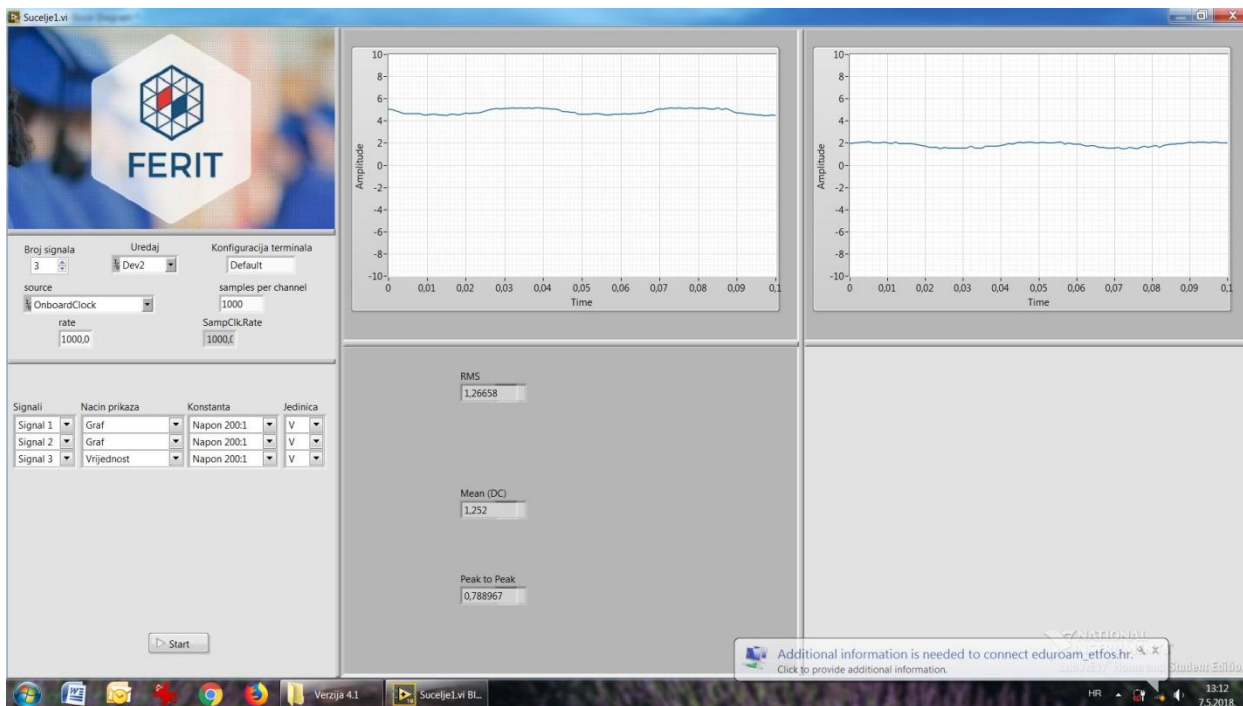 Sucelje1.vi
FERIT
Broj signala
Uredaj
Konfiguracija terminala
3
Dev2
Default
source
samples per channel
OnboardClock
1000
rate
SampClk.Rate
1000,0
1000,(
Signali
Nacin prikaza
Konstanta
Jedinica
Signal 1
Graf
Napon 200:1
V
Signal 2
Graf
Napon 200:1
V
Signal 3
Vrijednost
Napon 200:1
V
Start
Amplitude
10
8
6
4
2
0
-2
-4
-6
-8
-10
0 0,01 0,02 0,03 0,04 0,05 0,06 0,07 0,08 0,09 0,1
Time
Amplitude
10
8
6
4
2
0
-2
-4
-6
-8
-10
0 0,01 0,02 0,03 0,04 0,05 0,06 0,07 0,08 0,09 0,1
Time
RMS
1,26658
Mean (DC)
1,252
Peak to Peak
0,788967
NATIONAL
Student Editio
Additional information is needed to connect eduroam_etfos.hr.
Click to provide additional information.
Verzija 4.1
Sucelje1.vi Bl...
HR
13:12
7.5.2018.